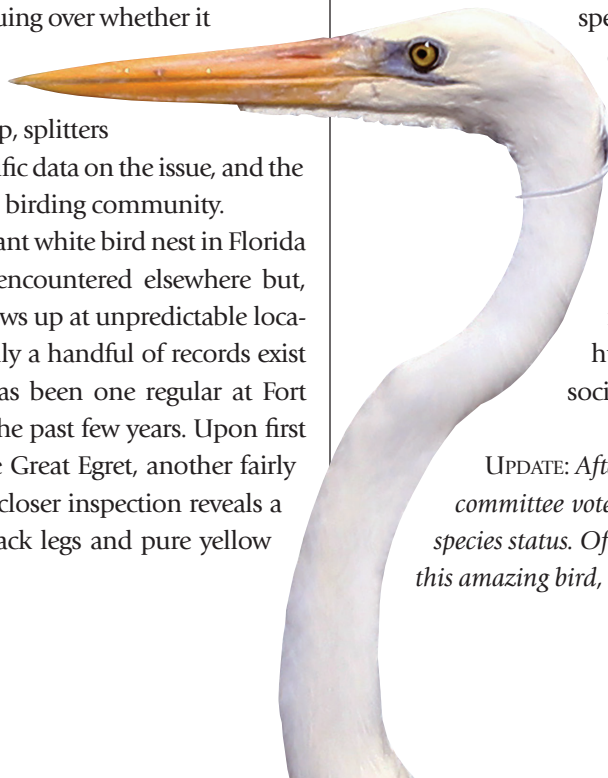 uing over whether it
p, splitters
fic data on the issue, and the
birding community.
ant white bird nest in Florida
encountered elsewhere but,
ws up at unpredictable loca-
ly a handful of records exist
as been one regular at Fort
he past few years. Upon first
e Great Egret, another fairly
closer inspection reveals a
ack legs and pure yellow
spe
h
soci
UPDATE: Aft
committee vote
species status. Of
this amazing bird,